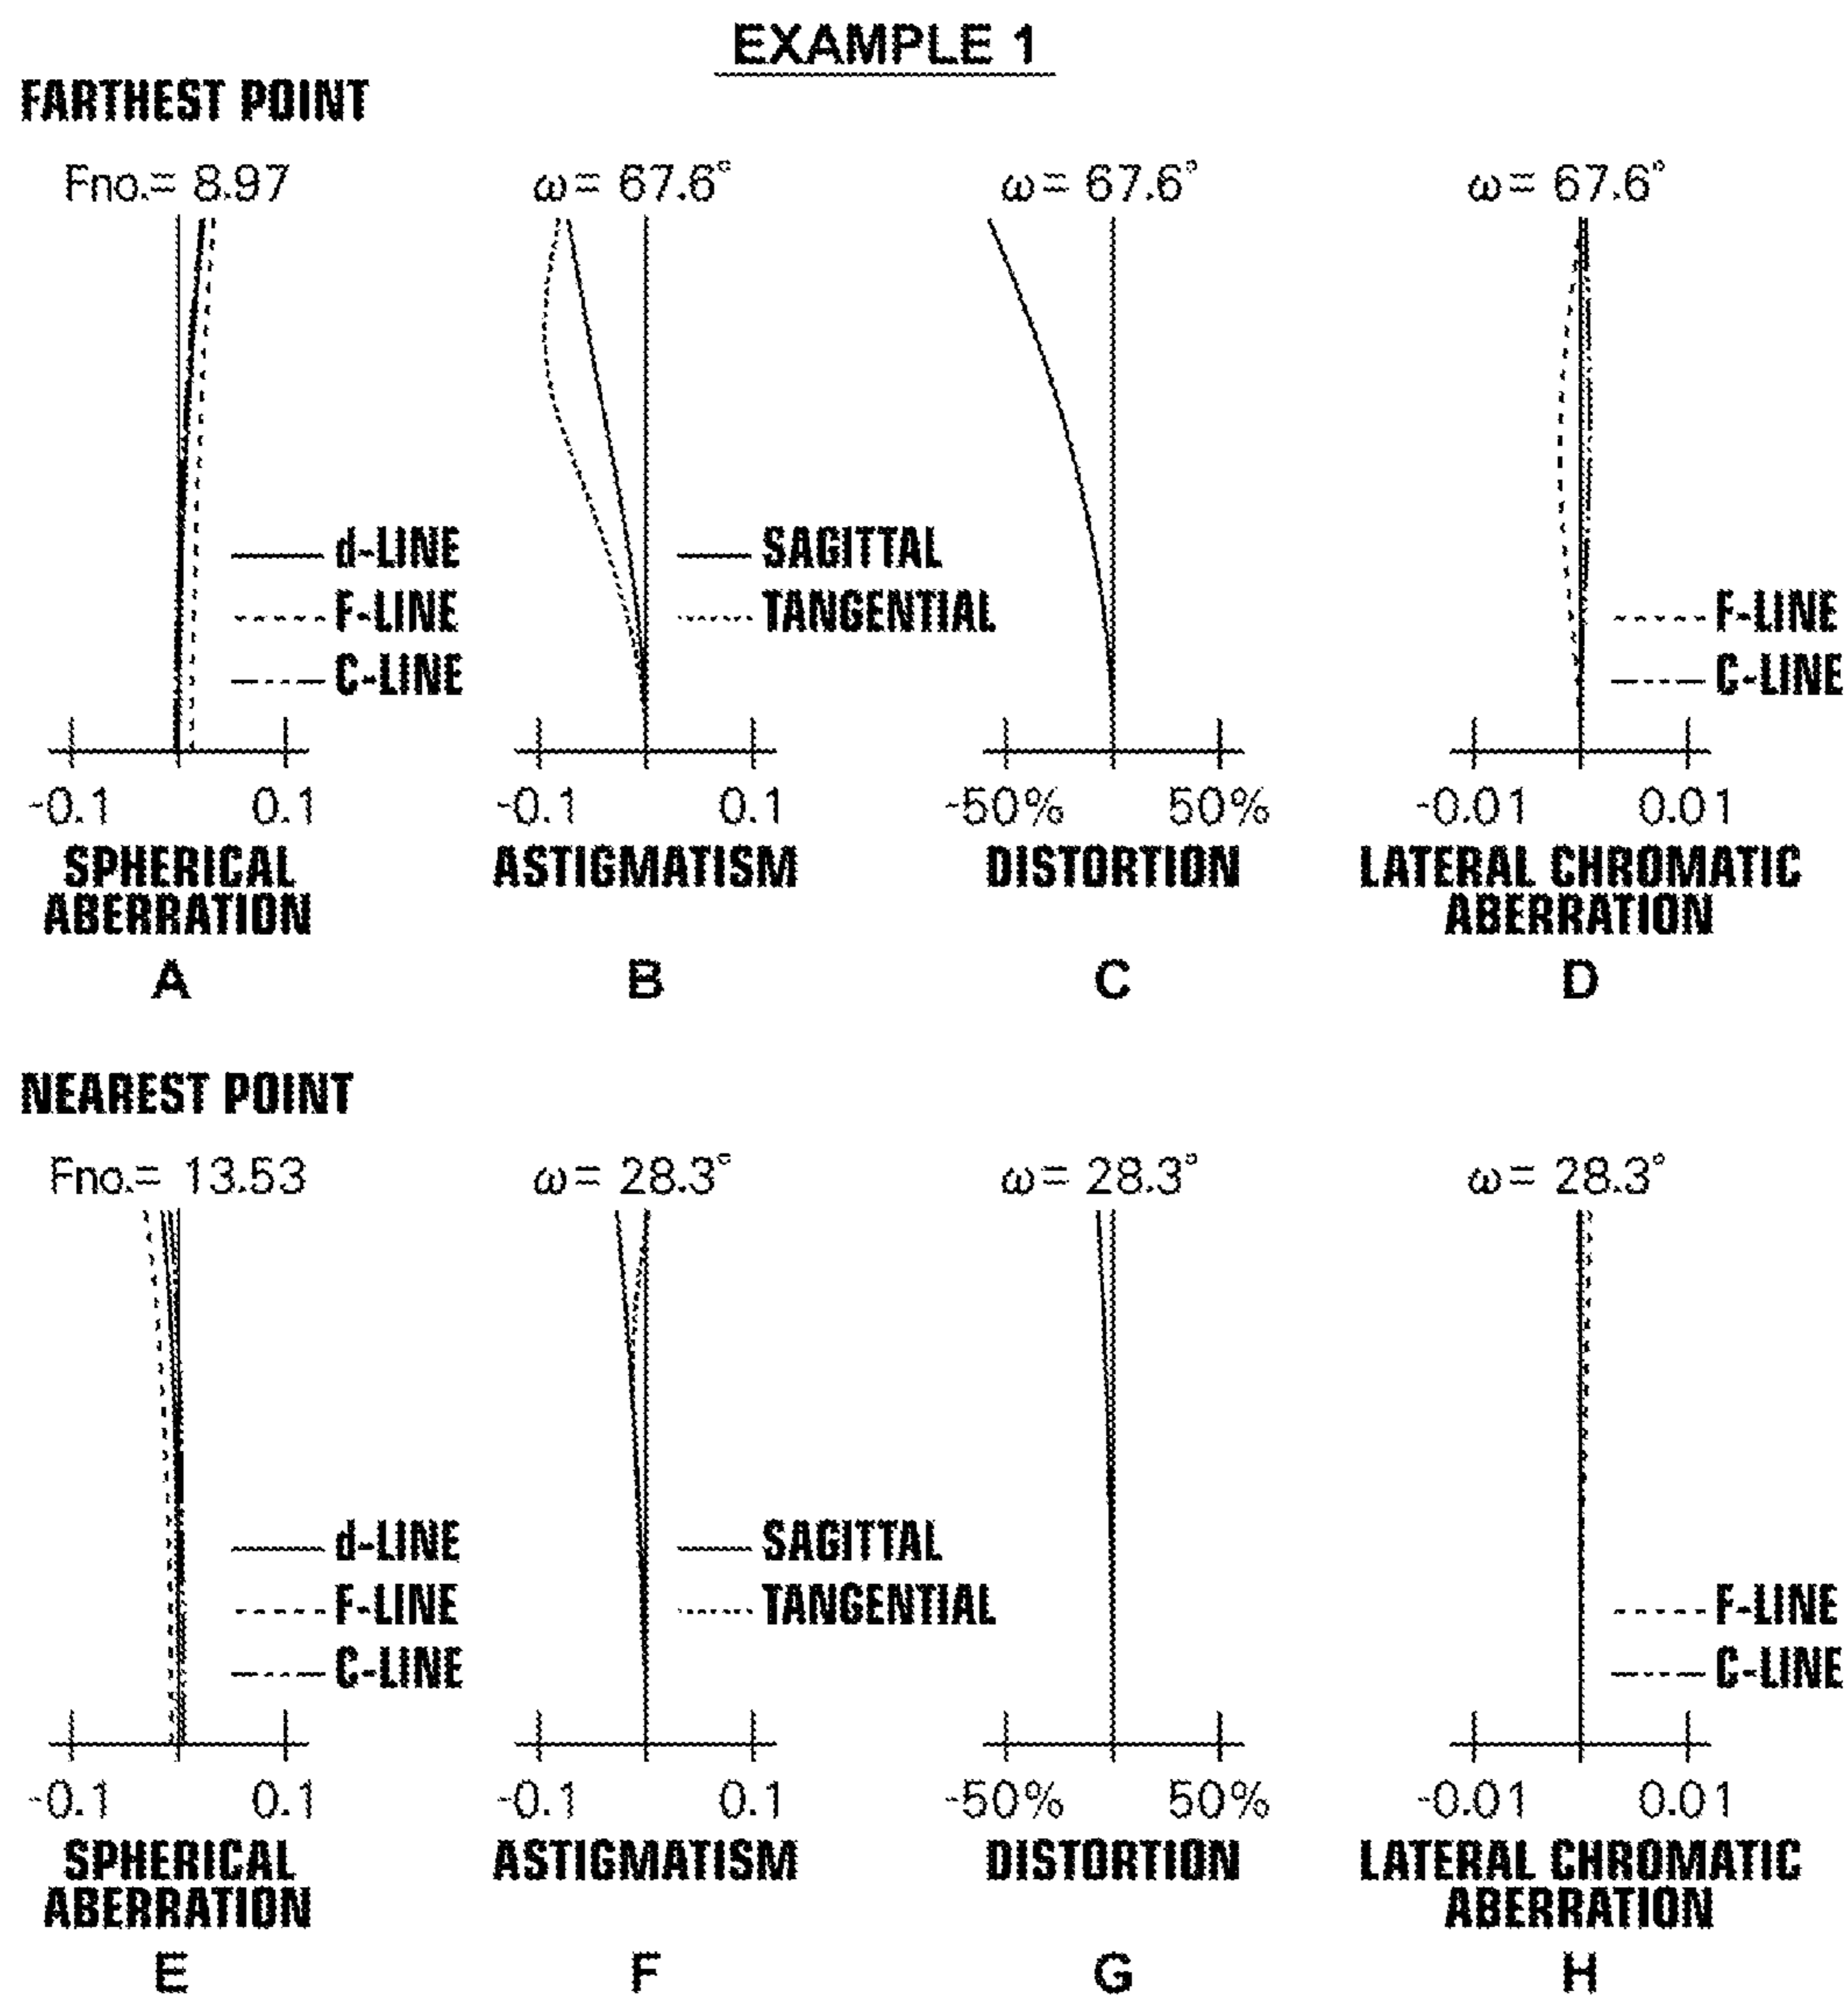 EXAMPLE 1
FARTHEST POINT
Fno.= 8.97
ω= 67.6°
ω= 67.6°
ω= 67.6°
d-LINE
F-LINE
C-LINE
SAGITTAL
TANGENTIAL
F-LINE
C-LINE
-0.1 0.1
-0.1 0.1
-50% 50%
-0.01 0.01
SPHERICAL
ABERRATION
ASTIGMATISM
DISTORTION
LATERAL CHROMATIC
ABERRATION
A
B
C
D
NEAREST POINT
Fno.= 13.53
ω= 28.3°
ω= 28.3°
ω= 28.3°
d-LINE
F-LINE
C-LINE
SAGITTAL
TANGENTIAL
F-LINE
C-LINE
-0.1 0.1
-0.1 0.1
-50% 50%
-0.01 0.01
SPHERICAL
ABERRATION
ASTIGMATISM
DISTORTION
LATERAL CHROMATIC
ABERRATION
E
F
G
H